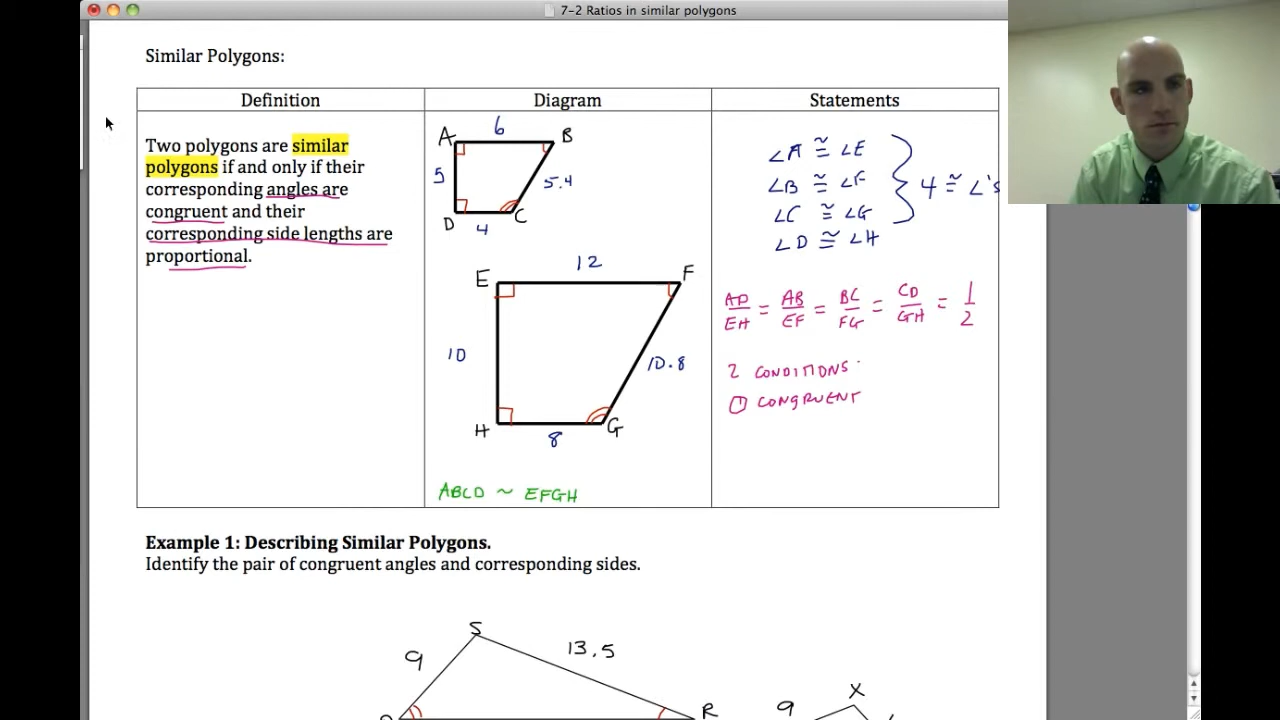 7-2 Ratios in similar polygons
Similar Polygons:
Definition
Diagram
Statements
Two polygons are similar
polygons if and only if their
corresponding angles are
congruent and their
corresponding side lengths are
proportional.
A 6 B
5 5.4
D 4 C
E 12 F
10 10.8
H 8 G
ABCD ~ EFGH
∠A ≅ ∠E
∠B ≅ ∠F
∠C ≅ ∠G
∠D ≅ ∠H
4 ≅ ∠'s
AD/EH = AB/EF = BC/FG = CD/GH = 1/2
2 CONDITIONS:
① CONGRUENT
Example 1: Describing Similar Polygons.
Identify the pair of congruent angles and corresponding sides.
S
9 13.5
R
X
9